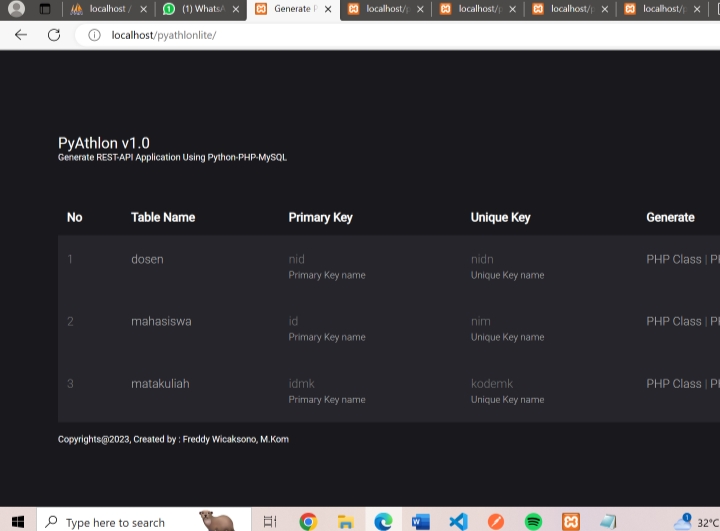 localhost /
(1) WhatsA
Generate P
localhost/p
localhost/p
localhost/p
localhost/p
localhost/pyathlonlite/
PyAthlon v1.0
Generate REST-API Application Using Python-PHP-MySQL
No Table Name Primary Key Unique Key Generate
1 dosen nid nidn PHP Class | P
Primary Key name Unique Key name
2 mahasiswa id nim PHP Class | P
Primary Key name Unique Key name
3 matakuliah idmk kodemk PHP Class | P
Primary Key name Unique Key name
Copyrights@2023, Created by : Freddy Wicaksono, M.Kom
Type here to search
32°C